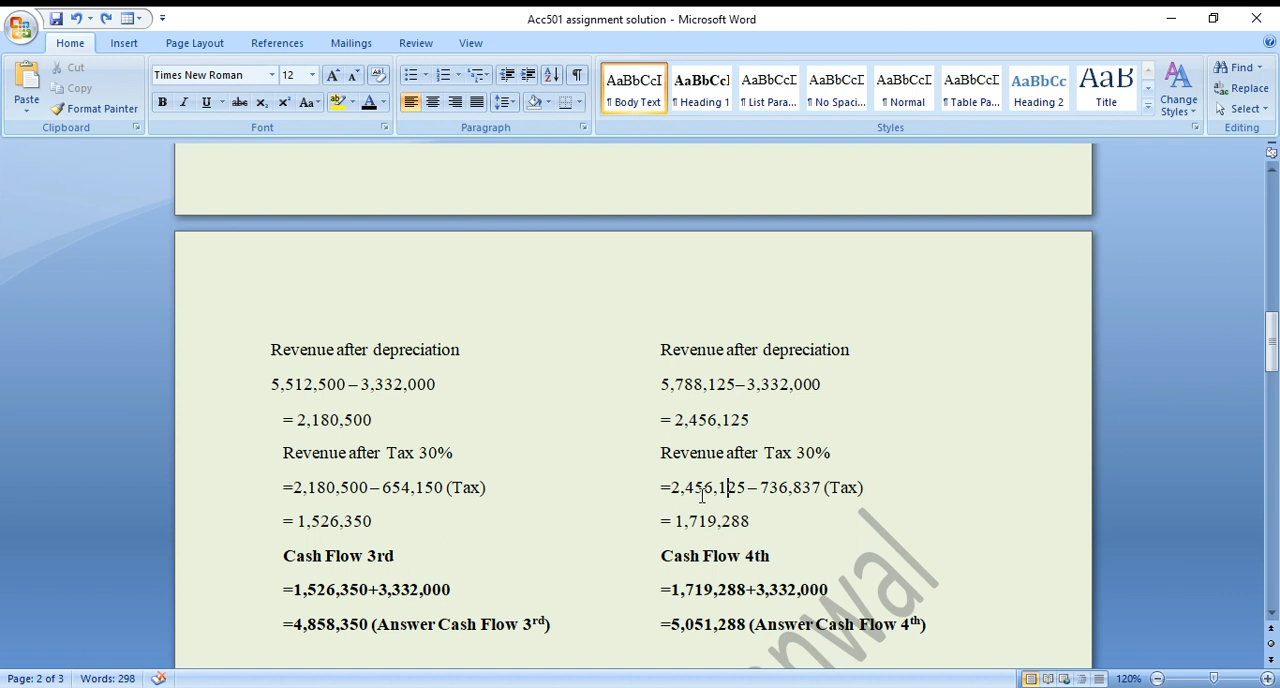 Acc501 assignment solution - Microsoft Word
Home Insert Page Layout References Mailings Review View
Paste
Cut
Copy
Format Painter
Clipboard
Times New Roman 12
Font
Paragraph
AaBbCcI AaBbCc AaBbCcI AaBbCcI AaBbCcI AaBbCcI AaBbCc AaB
¶ Body Text ¶ Heading 1 ¶ List Para... ¶ No Spaci... ¶ Normal ¶ Table Pa... Heading 2 Title
Change
Styles
Styles
Find
Replace
Select
Editing
Revenue after depreciation
5,512,500 – 3,332,000
= 2,180,500
Revenue after Tax 30%
=2,180,500 – 654,150 (Tax)
= 1,526,350
Cash Flow 3rd
=1,526,350+3,332,000
=4,858,350 (Answer Cash Flow 3rd)
Revenue after depreciation
5,788,125–3,332,000
= 2,456,125
Revenue after Tax 30%
=2,456,125 – 736,837 (Tax)
= 1,719,288
Cash Flow 4th
=1,719,288+3,332,000
=5,051,288 (Answer Cash Flow 4th)
Page: 2 of 3 Words: 298 120%